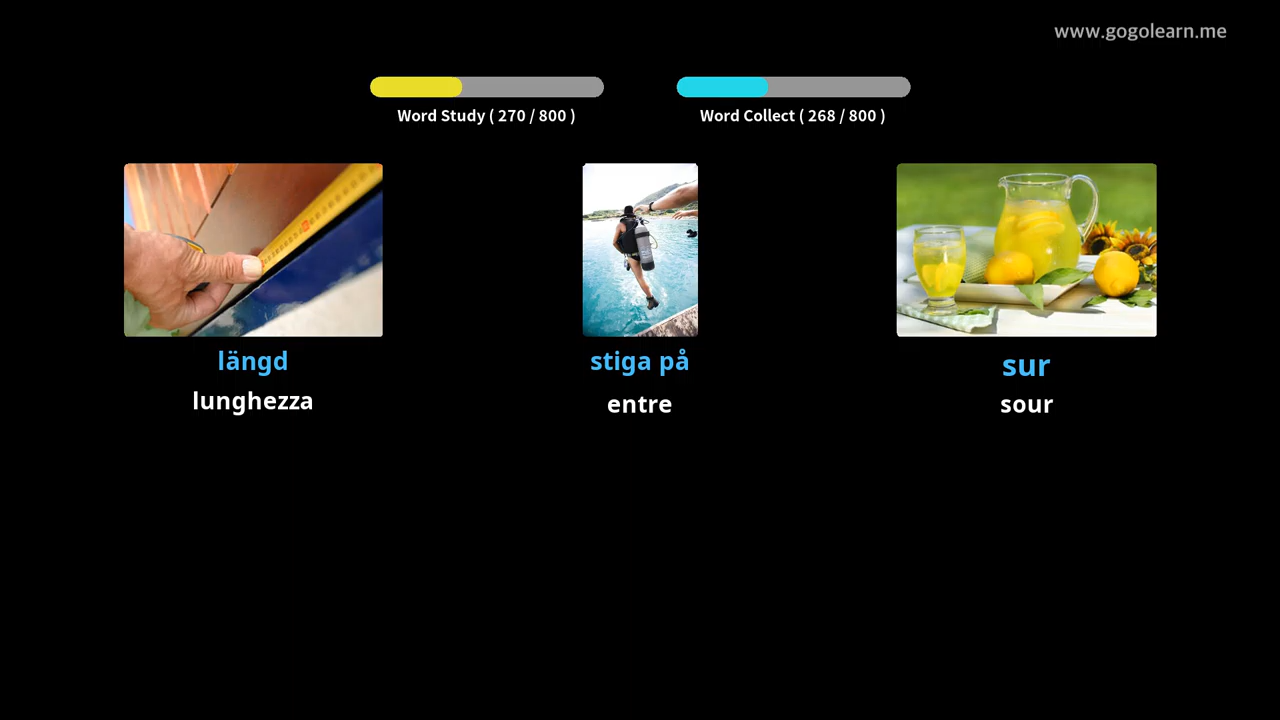 www.gogolearn.me
Word Study ( 270 / 800 )
Word Collect ( 268 / 800 )
längd
stiga på
sur
lunghezza
entre
sour